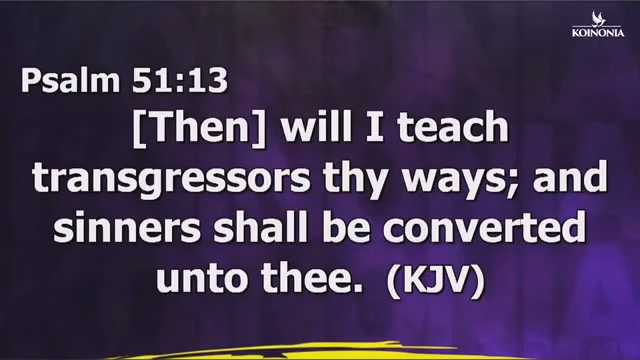 KOINONIA
Psalm 51:13
[Then] will I teach
transgressors thy ways; and
sinners shall be converted
unto thee. (KJV)